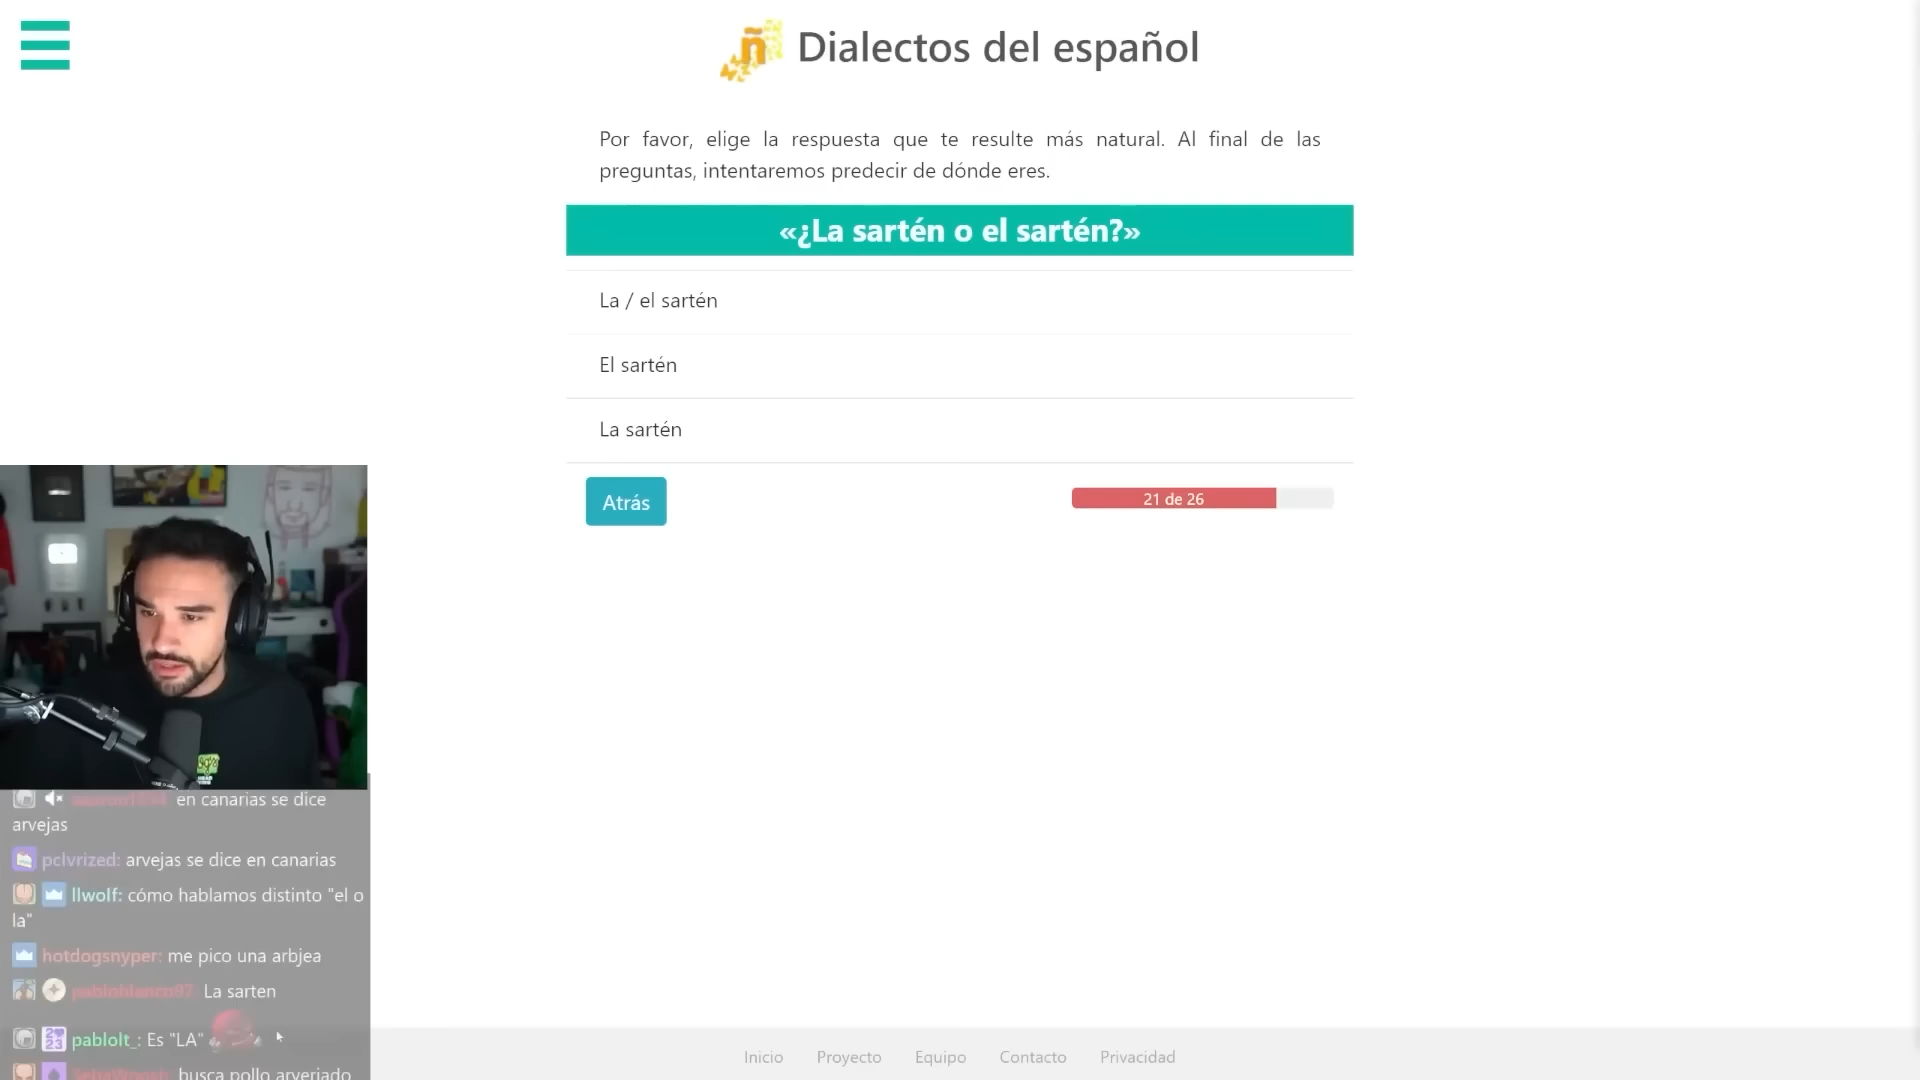 Dialectos del español
Por favor, elige la respuesta que te resulte más natural. Al final de las
preguntas, intentaremos predecir de dónde eres.
«¿La sartén o el sartén?»
La / el sartén
El sartén
La sartén
Atrás
21 de 26
en canarias se dice
arvejas
pclvrized: arvejas se dice en canarias
llwolf: cómo hablamos distinto "el o
la"
hotdogsnyper: me pico una arbjea
La sarten
pablolt_: Es "LA"
busca pollo arveriado
Inicio Proyecto Equipo Contacto Privacidad